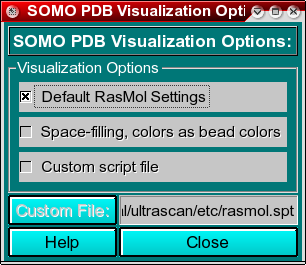 SOMO PDB Visualization Opti
SOMO PDB Visualization Options:
Visualization Options
Default RasMol Settings
Space-filling, colors as bead colors
Custom script file
Custom File: ıl/ultrascan/etc/rasmol.spt
Help Close